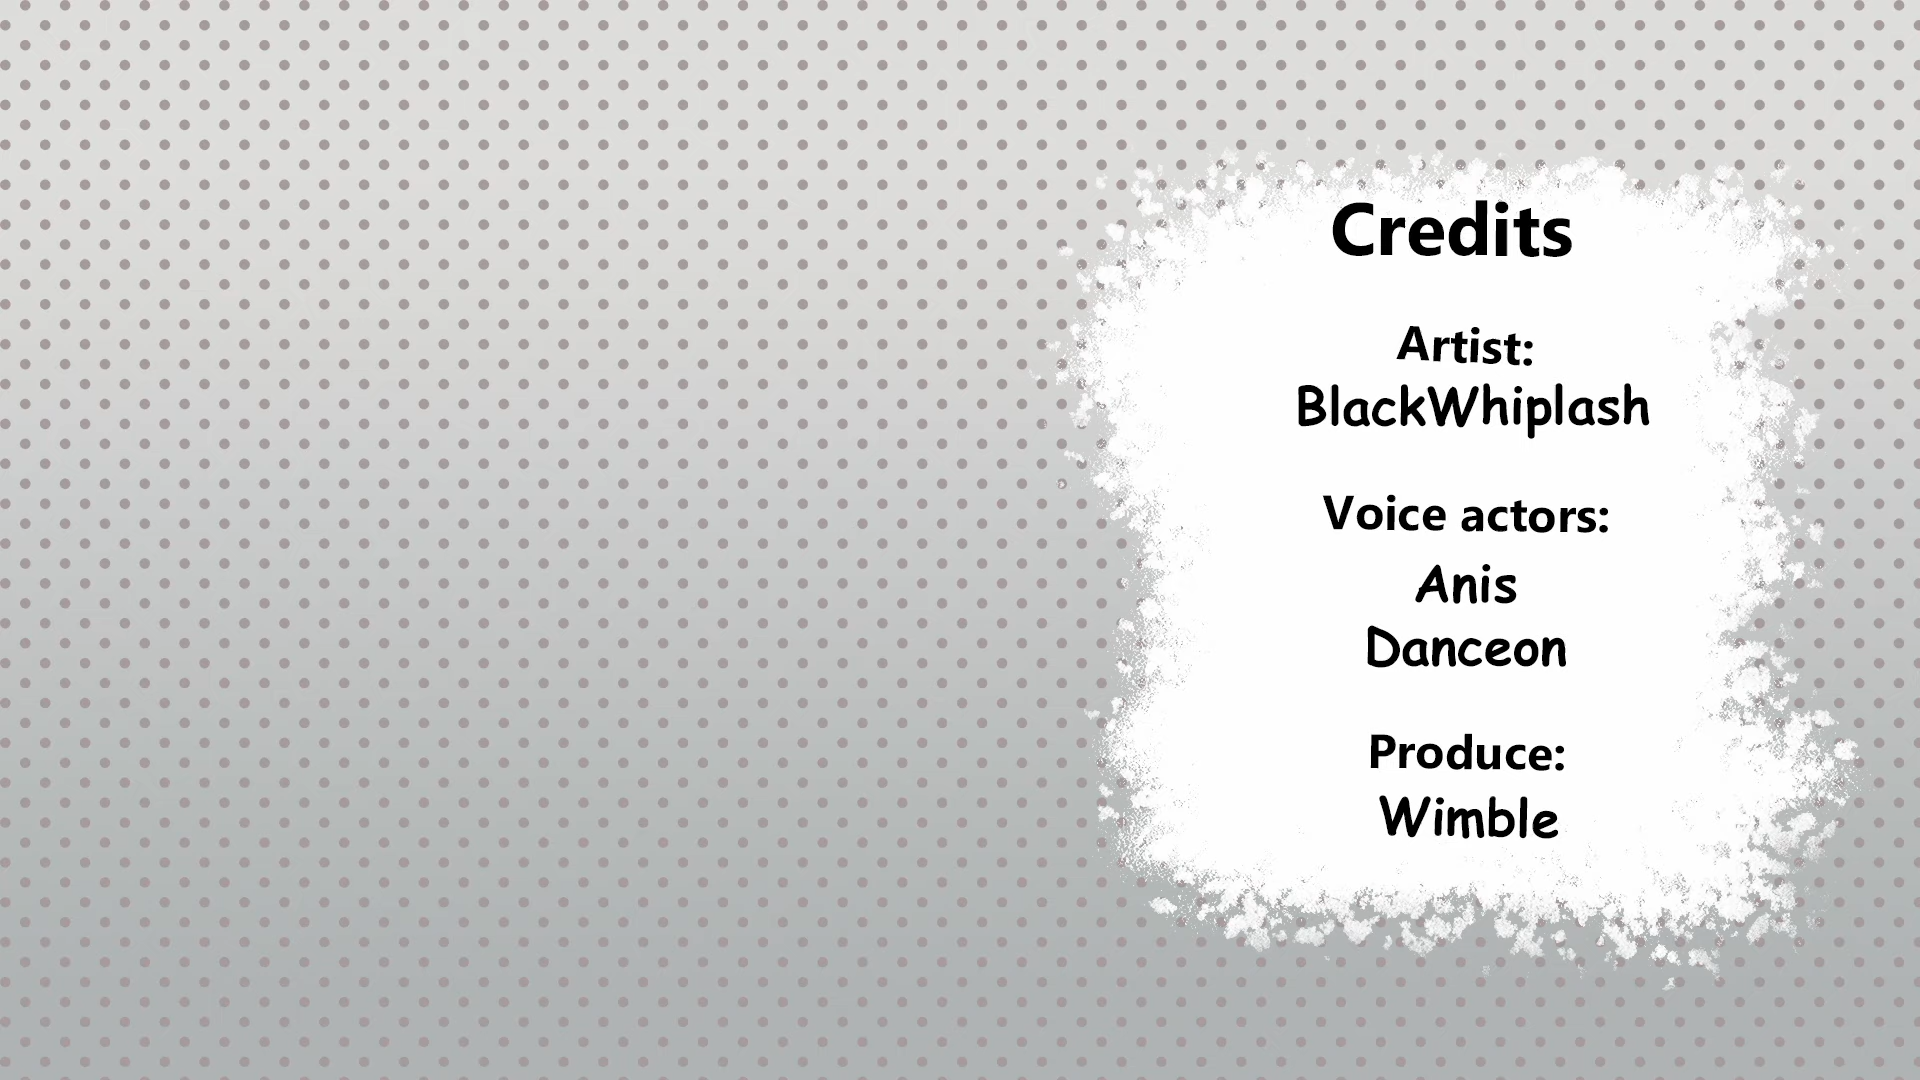 Credits
Artist:
BlackWhiplash
Voice actors:
Anis
Danceon
Produce:
Wimble